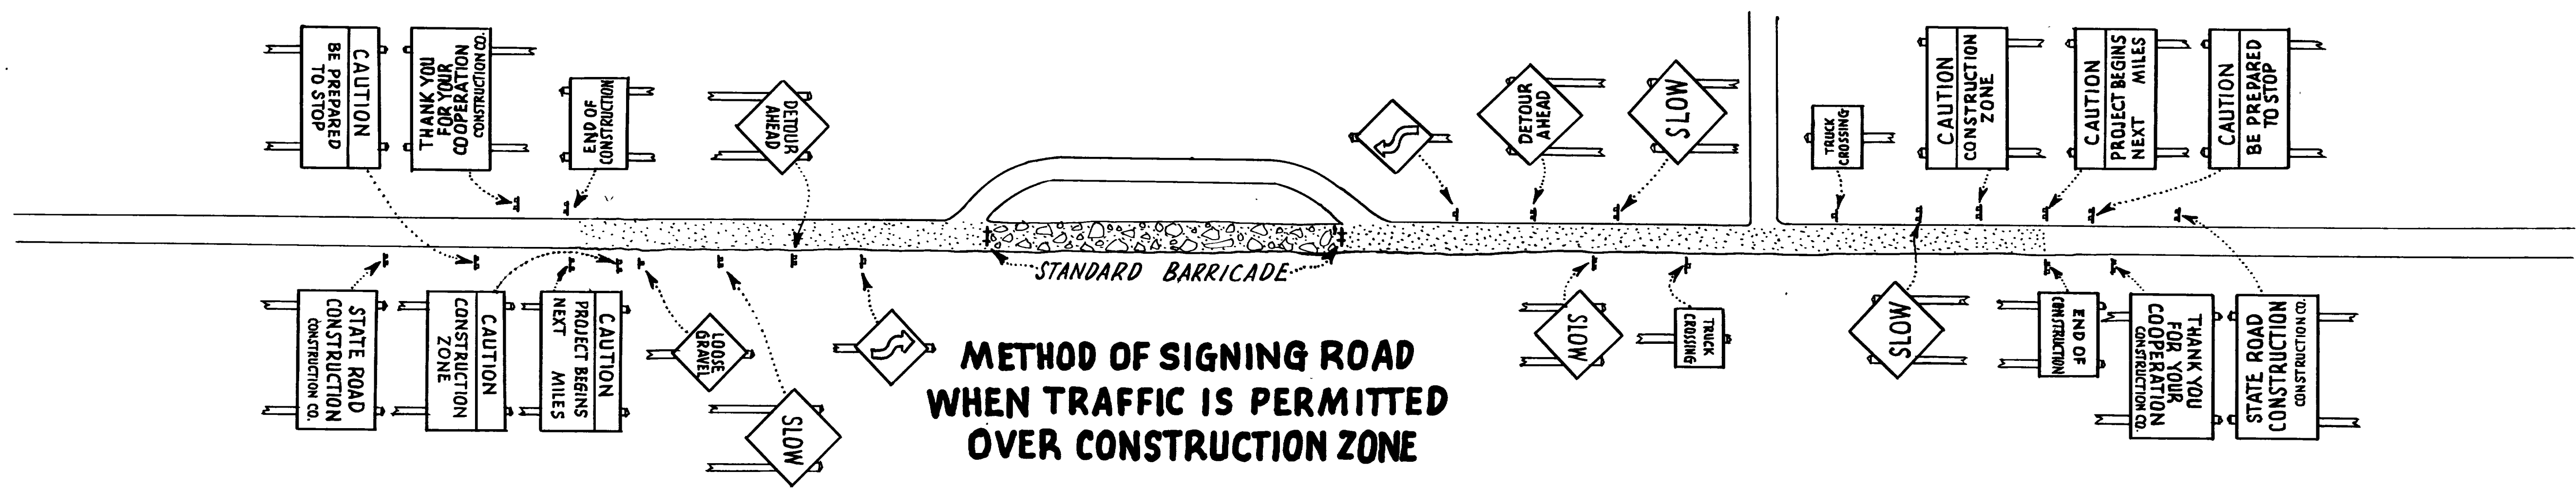 CAUTION
BE PREPARED
TO STOP
THANK YOU
FOR YOUR
COOPERATION
CONSTRUCTION CO.
END OF
CONSTRUCTION
DETOUR
AHEAD
DETOUR
AHEAD
SLOW
TRUCK
CROSSING
CAUTION
CONSTRUCTION
ZONE
CAUTION
PROJECT BEGINS
NEXT MILES
CAUTION
BE PREPARED
TO STOP
STANDARD BARRICADE
STATE ROAD
CONSTRUCTION
CONSTRUCTION CO.
CAUTION
CONSTRUCTION
ZONE
CAUTION
PROJECT BEGINS
NEXT MILES
LOOSE
GRAVEL
SLOW
METHOD OF SIGNING ROAD
WHEN TRAFFIC IS PERMITTED
OVER CONSTRUCTION ZONE
SLOW
TRUCK
CROSSING
SLOW
END OF
CONSTRUCTION
THANK YOU
FOR YOUR
COOPERATION
CONSTRUCTION CO.
STATE ROAD
CONSTRUCTION
CONSTRUCTION CO.